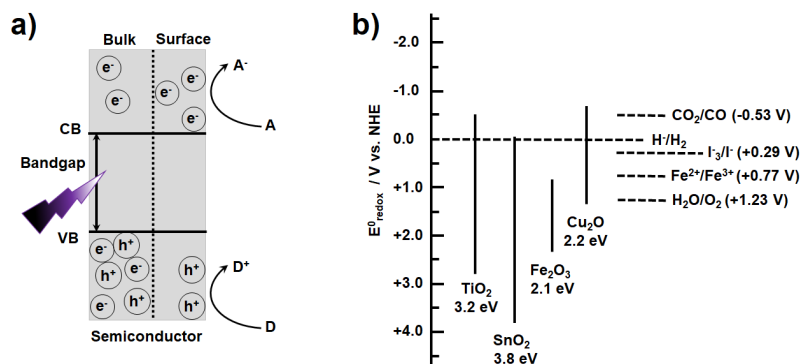 a)
Bulk
Surface
e-
e-
e-
e-
e-
A-
A
CB
Bandgap
VB
e-
h+
h+
e-
h+
e-
h+
h+
D+
D
Semiconductor
b)
E⁰redox / V vs. NHE
-2.0
-1.0
0.0
+1.0
+2.0
+3.0
+4.0
TiO₂
3.2 eV
SnO₂
3.8 eV
Fe₂O₃
2.1 eV
Cu₂O
2.2 eV
CO₂/CO (-0.53 V)
H⁻/H₂
I⁻₃/I⁻ (+0.29 V)
Fe²⁺/Fe³⁺ (+0.77 V)
H₂O/O₂ (+1.23 V)